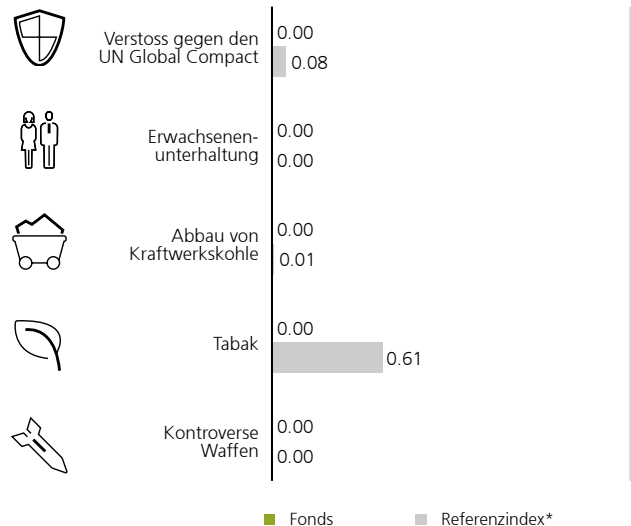 Verstoss gegen den
UN Global Compact
0.00
0.08
Erwachsenen-
unterhaltung
0.00
0.00
Abbau von
Kraftwerkskohle
0.00
0.01
Tabak
0.00
0.61
Kontroverse
Waffen
0.00
0.00
Fonds
Referenzindex*